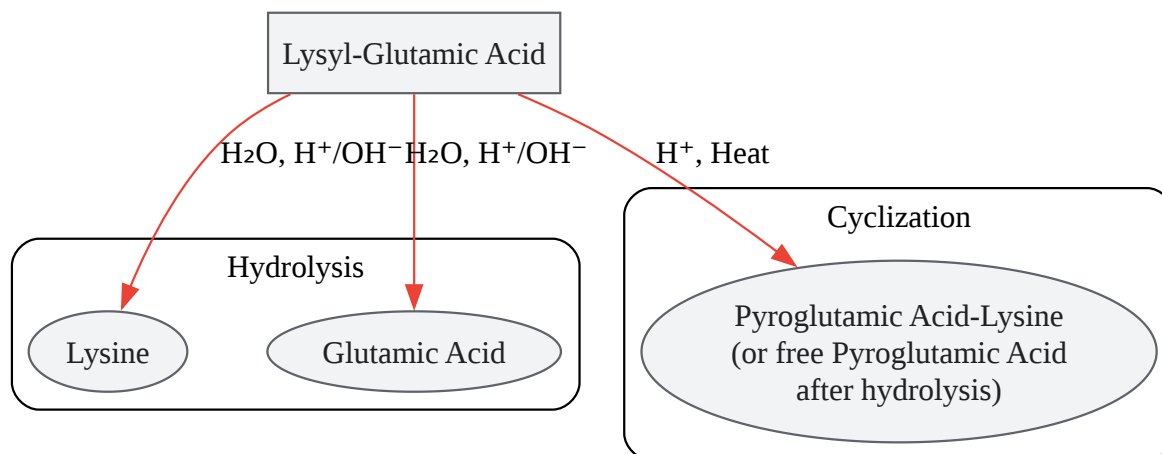 Lysyl-Glutamic Acid
H₂O, H⁺/OH⁻
H₂O, H⁺/OH⁻
H⁺, Heat
Cyclization
Hydrolysis
Lysine
Glutamic Acid
Pyroglutamic Acid-Lysine
(or free Pyroglutamic Acid
after hydrolysis)